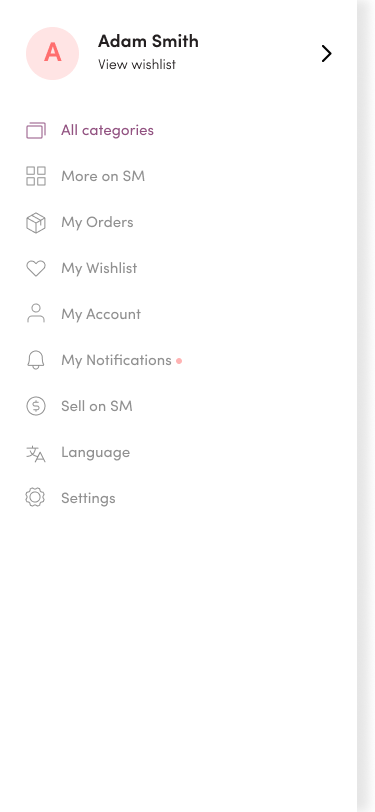 A
Adam Smith
View wishlist
All categories
More on SM
My Orders
My Wishlist
My Account
My Notifications
Sell on SM
Language
Settings